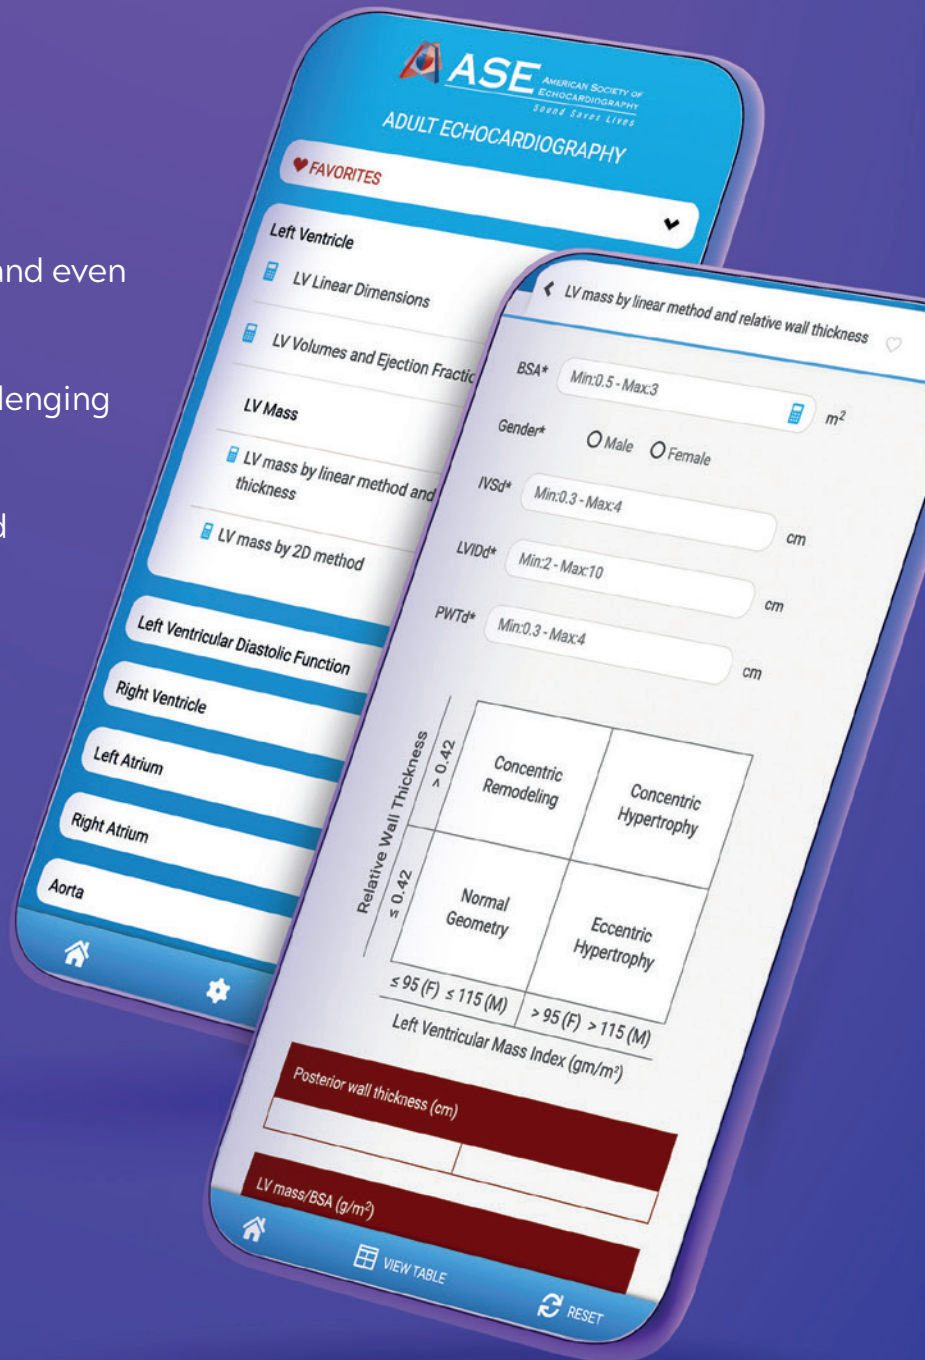 and even
lenging
d
ASE AMERICAN SOCIETY OF
ECHOCARDIOGRAPHY
Sound Saves Lives
ADULT ECHOCARDIOGRAPHY
FAVORITES
Left Ventricle
LV Linear Dimensions
LV Volumes and Ejection Fractic
LV Mass
LV mass by linear method and
thickness
LV mass by 2D method
Left Ventricular Diastolic Function
Right Ventricle
Left Atrium
Right Atrium
Aorta
LV mass by linear method and relative wall thickness
BSA* Min:0.5 - Max:3 m²
Gender* Male Female
IVSd* Min:0.3 - Max:4 cm
LVIDd* Min:2 - Max:10 cm
PWTd* Min:0.3 - Max:4 cm
Relative Wall Thickness
> 0.42
≤ 0.42
Concentric
Remodeling
Concentric
Hypertrophy
Normal
Geometry
Eccentric
Hypertrophy
≤ 95 (F) ≤ 115 (M) > 95 (F) > 115 (M)
Left Ventricular Mass Index (gm/m²)
Posterior wall thickness (cm)
LV mass/BSA (g/m²)
VIEW TABLE
RESET